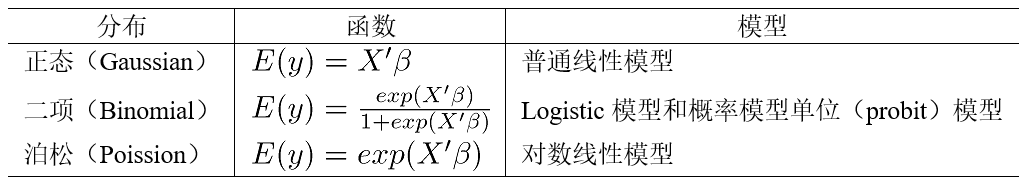 分布 函数 模型
正态（Gaussian） E(y) = X′β 普通线性模型
二项（Binomial） E(y) = \frac{exp(X′β)}{1+exp(X′β)} Logistic 模型和概率模型单位（probit）模型
泊松（Poission） E(y) = exp(X′β) 对数线性模型